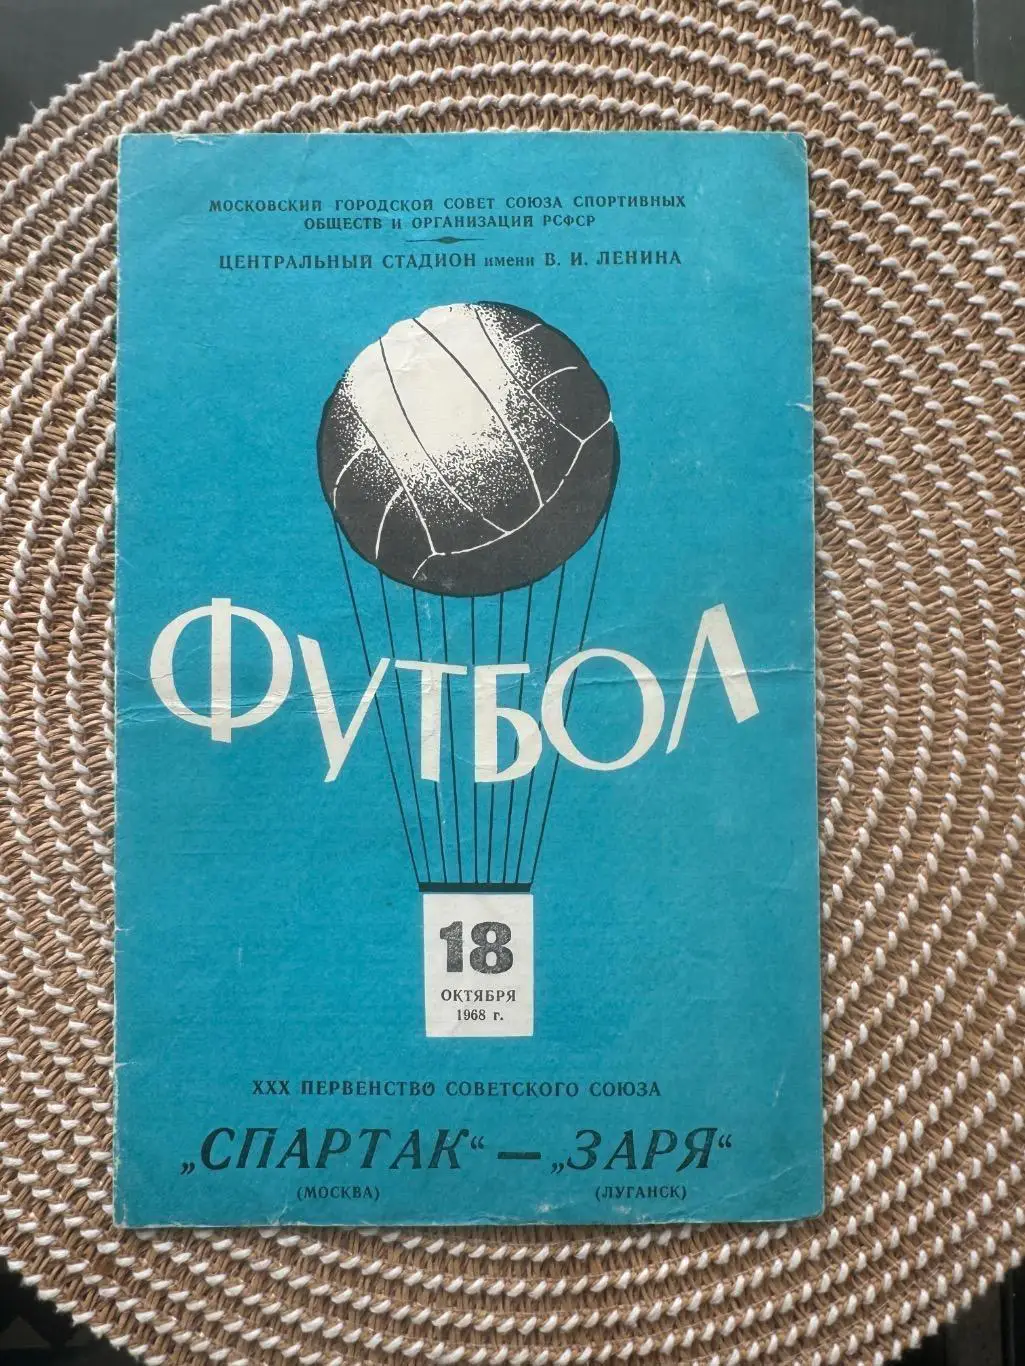 МОСКОВСКИЙ ГОРОДСКОЙ СОВЕТ СОЮЗА СПОРТИВНЫХ
ОБЩЕСТВ И ОРГАНИЗАЦИЙ РСФСР
ЦЕНТРАЛЬНЫЙ СТАДИОН имени В. И. ЛЕНИНА
ФУТБОЛ
18
ОКТЯБРЯ
1968 г.
XXX ПЕРВЕНСТВО СОВЕТСКОГО СОЮЗА
„СПАРТАК“ — „ЗАРЯ“
(МОСКВА) (ЛУГАНСК)